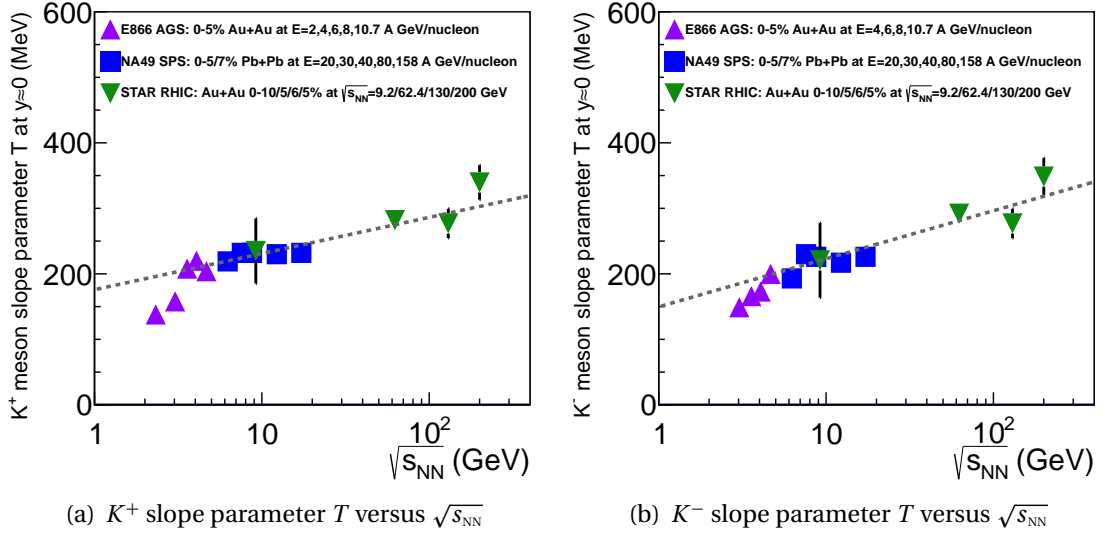 600
400
200
0
K⁺ meson slope parameter T at y≈0 (MeV)
E866 AGS: 0-5% Au+Au at E=2,4,6,8,10.7 A GeV/nucleon
NA49 SPS: 0-5/7% Pb+Pb at E=20,30,40,80,158 A GeV/nucleon
STAR RHIC: Au+Au 0-10/5/6/5% at √s_NN=9.2/62.4/130/200 GeV
1 10 10²
√s_NN (GeV)
(a) K⁺ slope parameter T versus √s_NN
600
400
200
0
K⁻ meson slope parameter T at y≈0 (MeV)
E866 AGS: 0-5% Au+Au at E=4,6,8,10.7 A GeV/nucleon
NA49 SPS: 0-5/7% Pb+Pb at E=20,30,40,80,158 A GeV/nucleon
STAR RHIC: Au+Au 0-10/5/6/5% at √s_NN=9.2/62.4/130/200 GeV
1 10 10²
√s_NN (GeV)
(b) K⁻ slope parameter T versus √s_NN